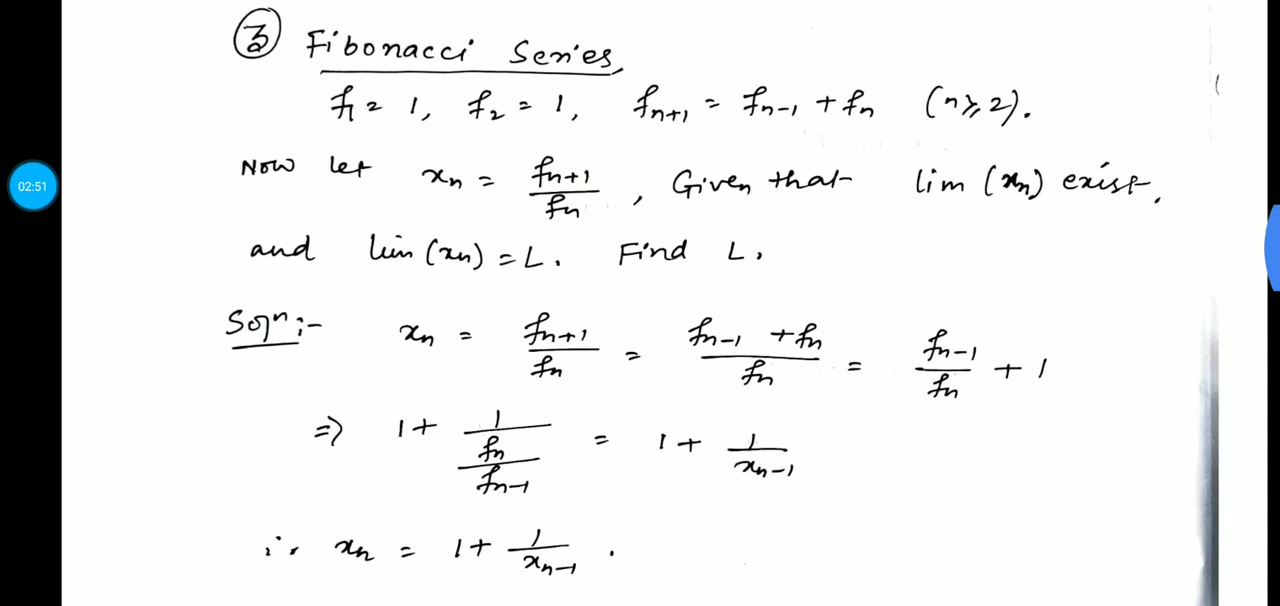 ③ Fibonacci Series
f₁ = 1, f₂ = 1, fₙ₊₁ = fₙ₋₁ + fₙ (n ≥ 2).
Now let xₙ = fₙ₊₁/fₙ, Given that lim (xₙ) exist.
02:51
and lim (xₙ) = L. Find L.
Soln :- xₙ = fₙ₊₁/fₙ = (fₙ₋₁ + fₙ)/fₙ = fₙ₋₁/fₙ + 1
⇒ 1 + 1/(fₙ/fₙ₋₁) = 1 + 1/xₙ₋₁
∴ xₙ = 1 + 1/xₙ₋₁ .